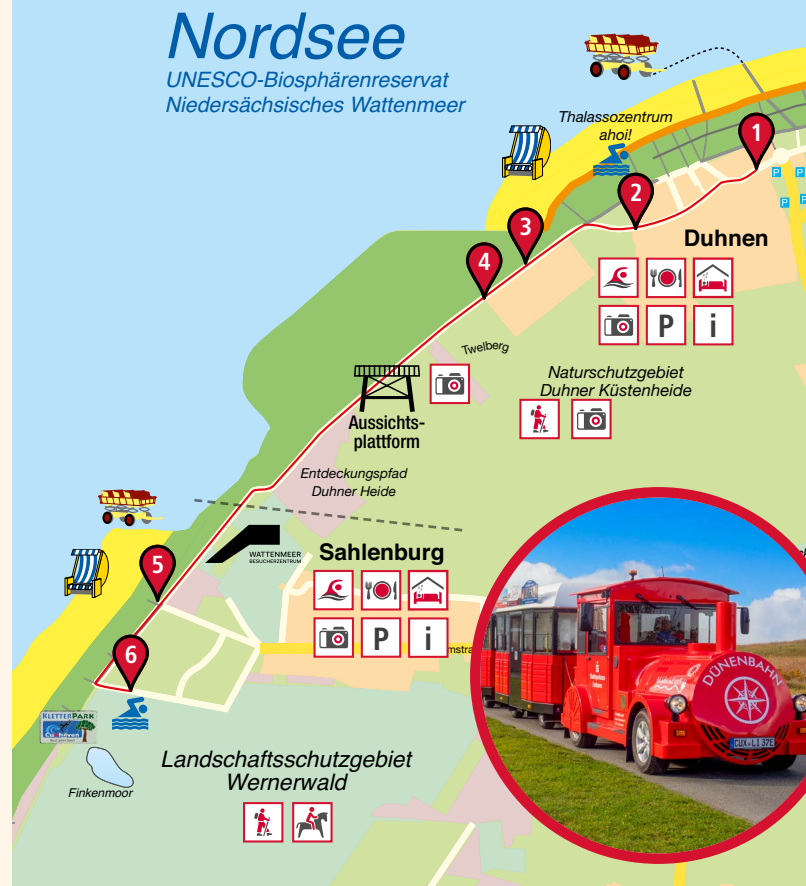 Nordsee
UNESCO-Biosphärenreservat
Niedersächsisches Wattenmeer
Thalassozentrum
ahoi!
1
2
3
4
P P
P P
Duhnen
P i
Twelberg
Naturschutzgebiet
Duhner Küstenheide
Aussichts-
plattform
Entdeckungspfad
Duhner Heide
WATTENMEER
BESUCHERZENTRUM
Sahlenburg
P i
mstra
5
6
KLETTERPARK
Finkenmoor
Landschaftsschutzgebiet
Wernerwald
DÜNENBAHN
CUX-LI 37E